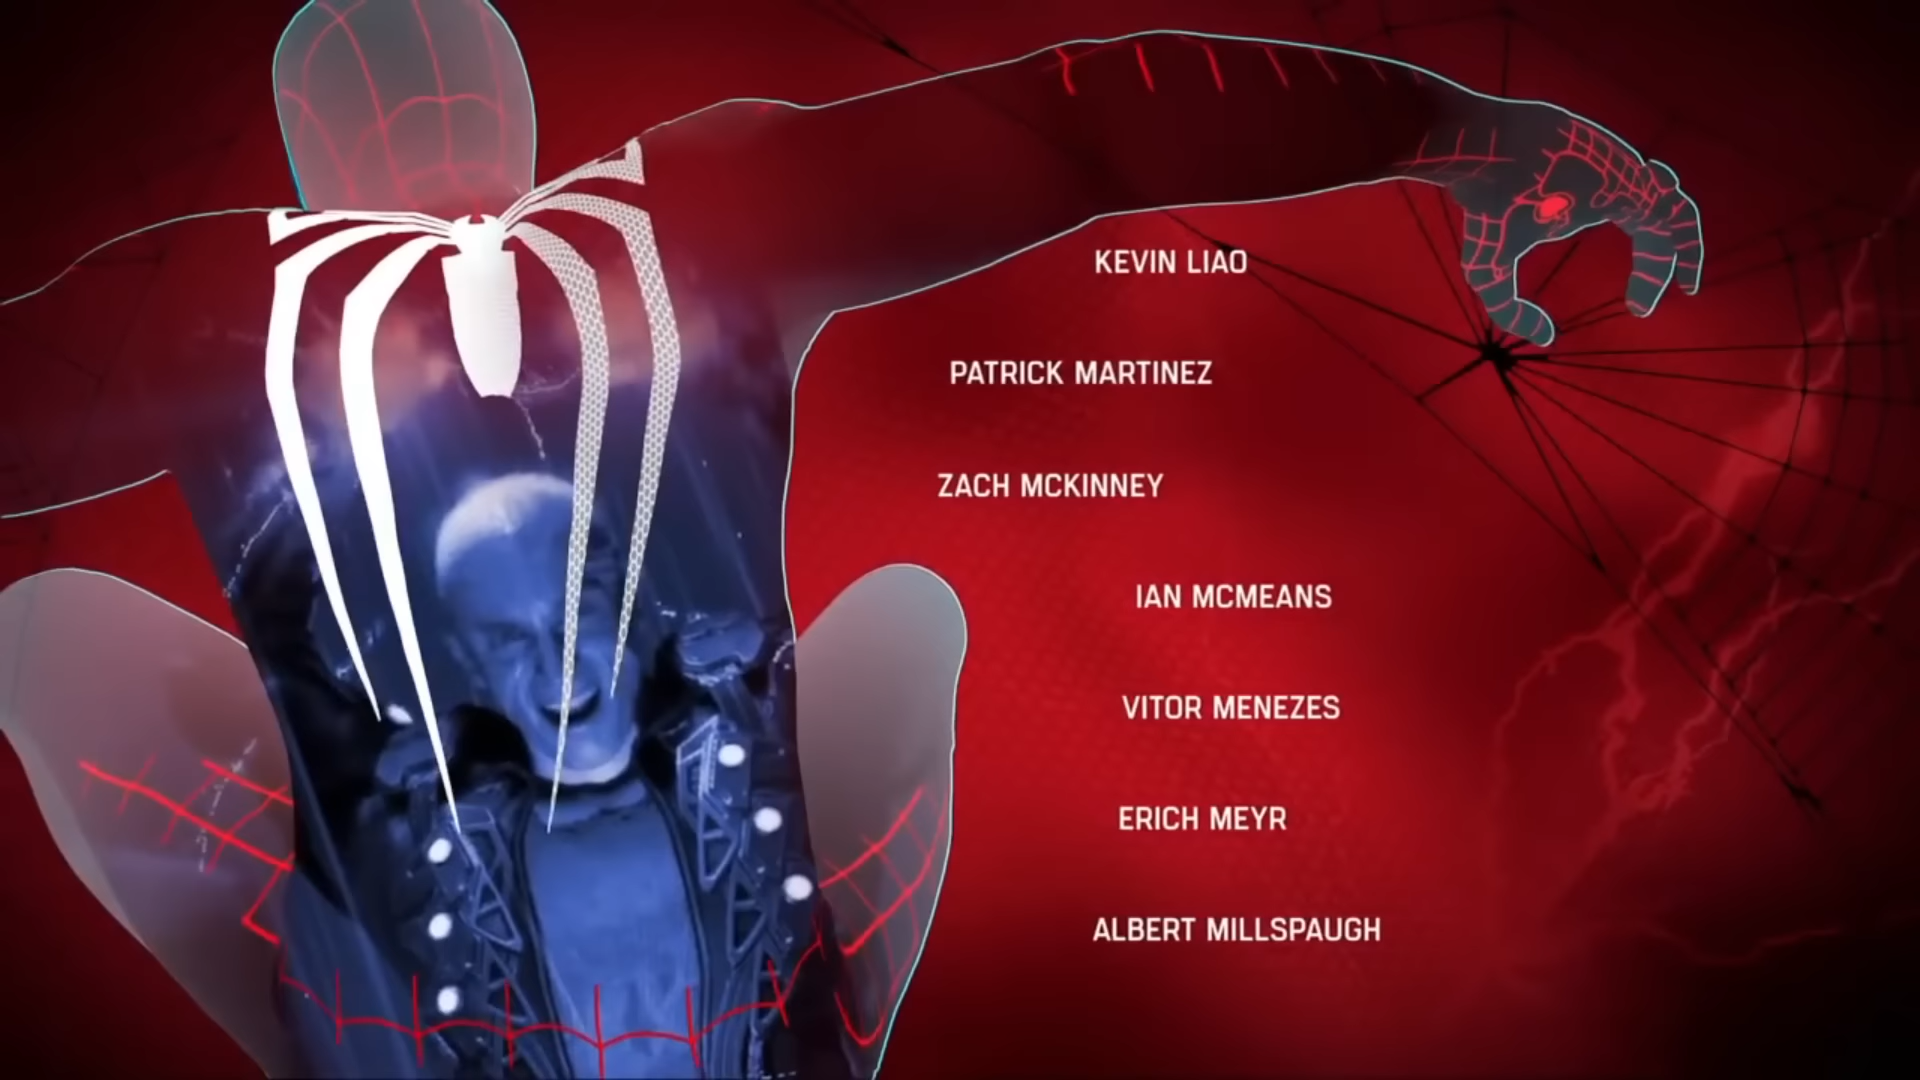 KEVIN LIAO
PATRICK MARTINEZ
ZACH MCKINNEY
IAN MCMEANS
VITOR MENEZES
ERICH MEYR
ALBERT MILLSPAUGH